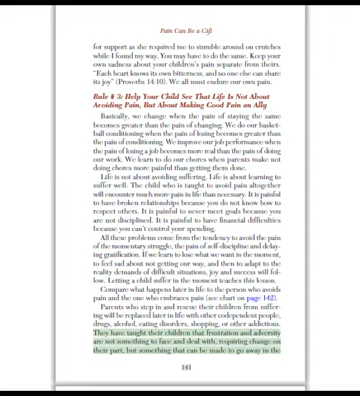 Pain Can Be a Gift
for support as she required me to stumble around on crutches
while I found my way. You may have to do the same. Keep your
own sadness about your children's pain separate from theirs.
"Each heart knows its own bitterness, and no one else can share
its joy" (Proverbs 14:10). We all must endure our own pain.
Rule # 3: Help Your Child See That Life Is Not About
Avoiding Pain, But About Making Good Pain an Ally
Basically, we change when the pain of staying the same
becomes greater than the pain of changing. We do our basket-
ball conditioning when the pain of losing becomes greater than
the pain of conditioning. We improve our job performance when
the pain of losing a job becomes more real than the pain of doing
our work. We learn to do our chores when parents make not
doing chores more painful than getting them done.
Life is not about avoiding suffering. Life is about learning to
suffer well. The child who is taught to avoid pain altogether
will encounter much more pain in life than necessary. It is painful
to have broken relationships because you do not know how to
respect others. It is painful to never meet goals because you
are not disciplined. It is painful to have financial difficulties
because you can't control your spending.
All these problems come from the tendency to avoid the pain
of the momentary struggle, the pain of self-discipline and delay-
ing gratification. If we learn to lose what we want in the moment,
to feel sad about not getting our way, and then to adapt to the
reality demands of difficult situations, joy and success will fol-
low. Letting a child suffer in the moment teaches this lesson.
Compare what happens later in life to the person who avoids
pain and the one who embraces pain (see chart on page 142).
Parents who step in and rescue their children from suffer-
ing will be replaced later in life with other codependent people,
drugs, alcohol, eating disorders, shopping, or other addictions.
They have taught their children that frustration and adversity
are not something to face and deal with, requiring change on
their part, but something that can be made to go away in the
141